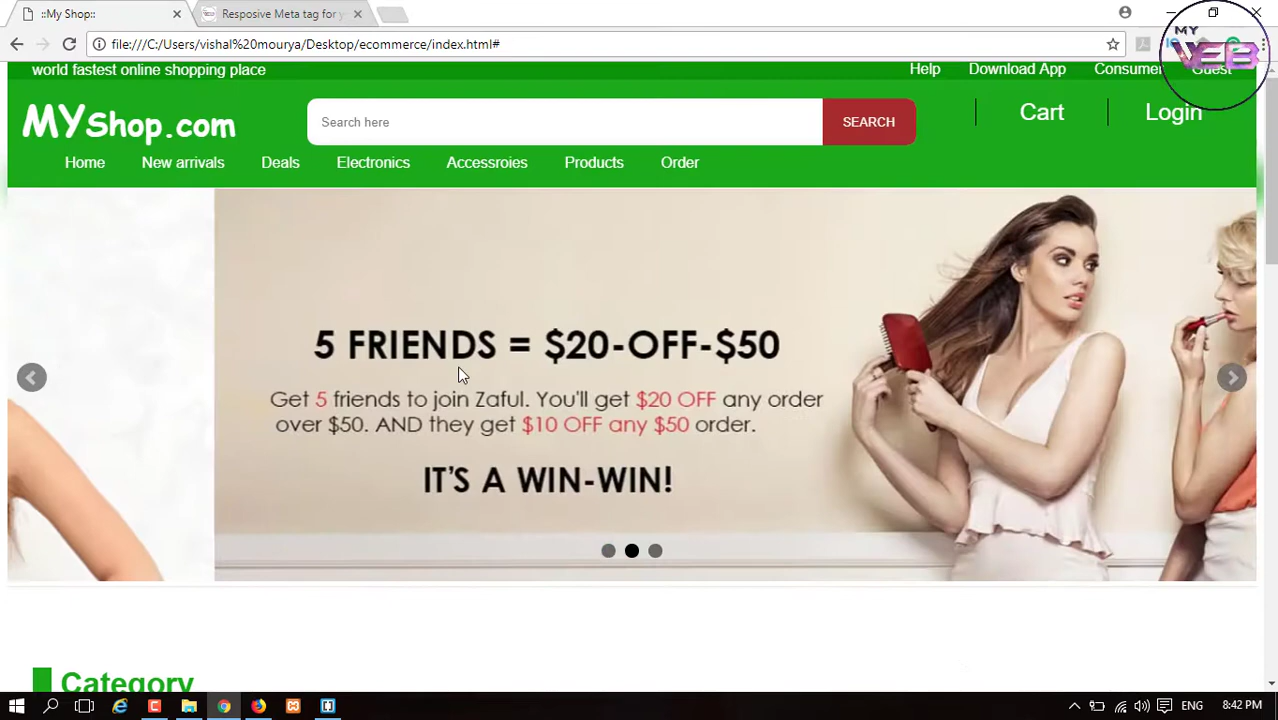 ::My Shop::
Resposive Meta tag for y
file:///C:/Users/vishal%20mourya/Desktop/ecommerce/index.html#
MY
WEB
world fastest online shopping place
Help Download App Consumer Guest
MYShop.com
Search here
SEARCH
Cart
Login
Home New arrivals Deals Electronics Accessroies Products Order
5 FRIENDS = $20-OFF-$50
Get 5 friends to join Zaful. You'll get $20 OFF any order
over $50. AND they get $10 OFF any $50 order.
IT'S A WIN-WIN!
Category
ENG
8:42 PM